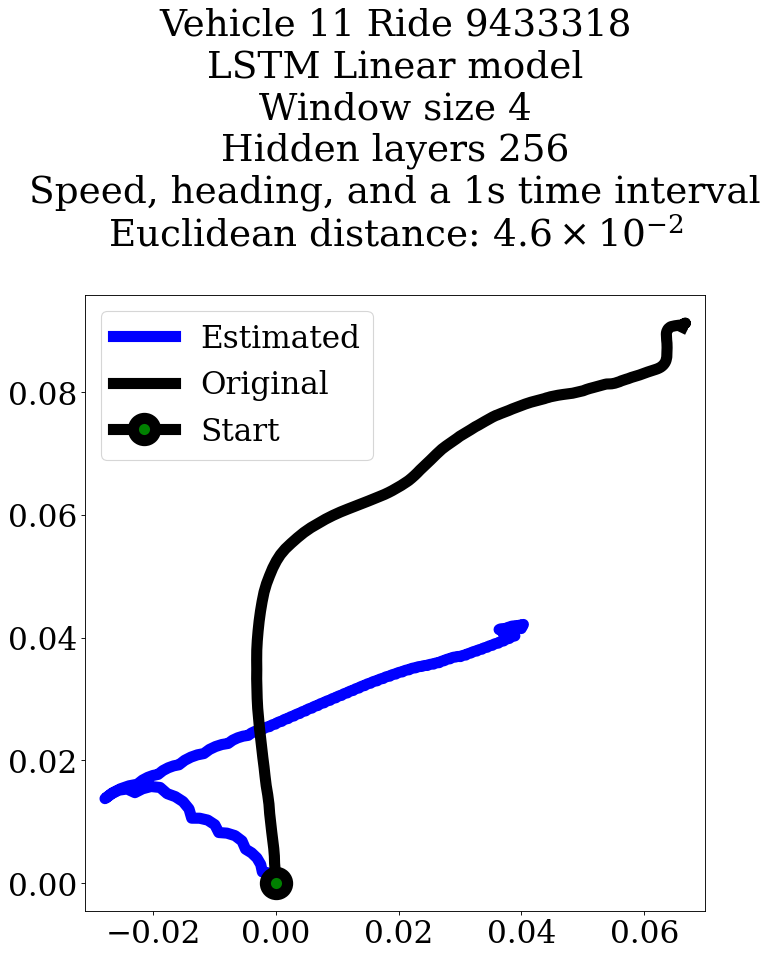 Vehicle 11 Ride 9433318
LSTM Linear model
Window size 4
Hidden layers 256
Speed, heading, and a 1s time interval
Euclidean distance: 4.6 × 10⁻²
Estimated
Original
Start
0.08
0.06
0.04
0.02
0.00
−0.02 0.00 0.02 0.04 0.06